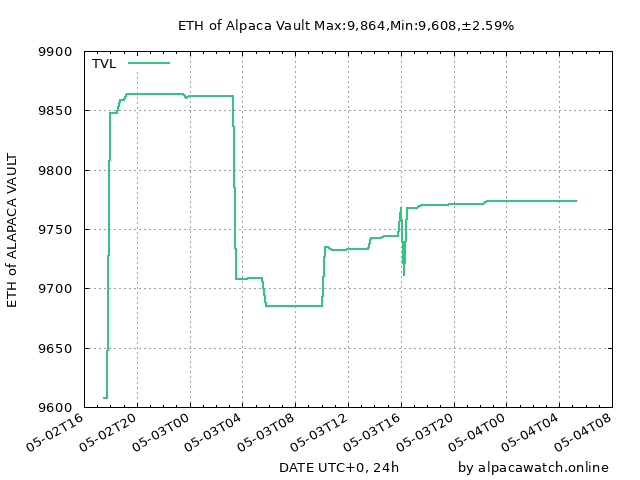 ETH of Alpaca Vault Max:9,864,Min:9,608,±2.59%
TVL
9900
9850
9800
9750
9700
9650
9600
ETH of ALAPACA VAULT
05-02T16
05-02T20
05-03T00
05-03T04
05-03T08
05-03T12
05-03T16
05-03T20
05-04T00
05-04T04
05-04T08
DATE UTC+0, 24h
by alpacawatch.online